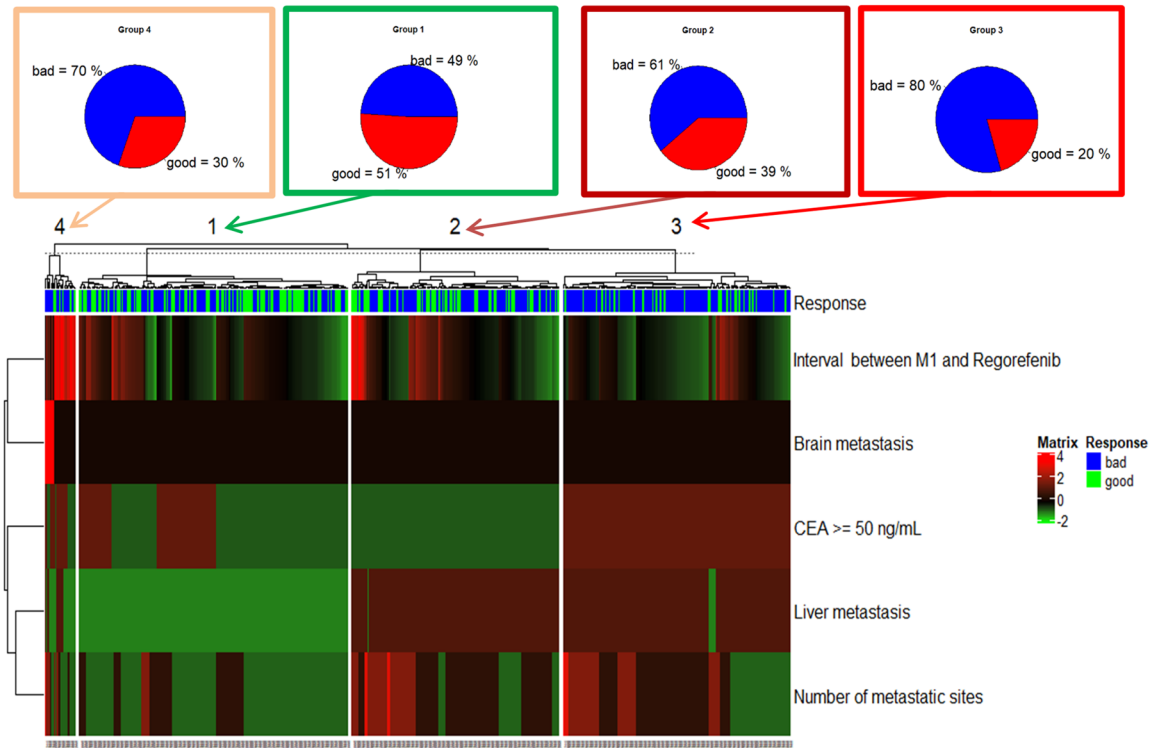 Group 4
bad = 70 %
good = 30 %
Group 1
bad = 49 %
good = 51 %
Group 2
bad = 61 %
good = 39 %
Group 3
bad = 80 %
good = 20 %
4
1
2
3
Response
Interval between M1 and Regorefenib
Brain metastasis
CEA >= 50 ng/mL
Liver metastasis
Number of metastatic sites
Matrix
4
2
0
-2
Response
bad
good